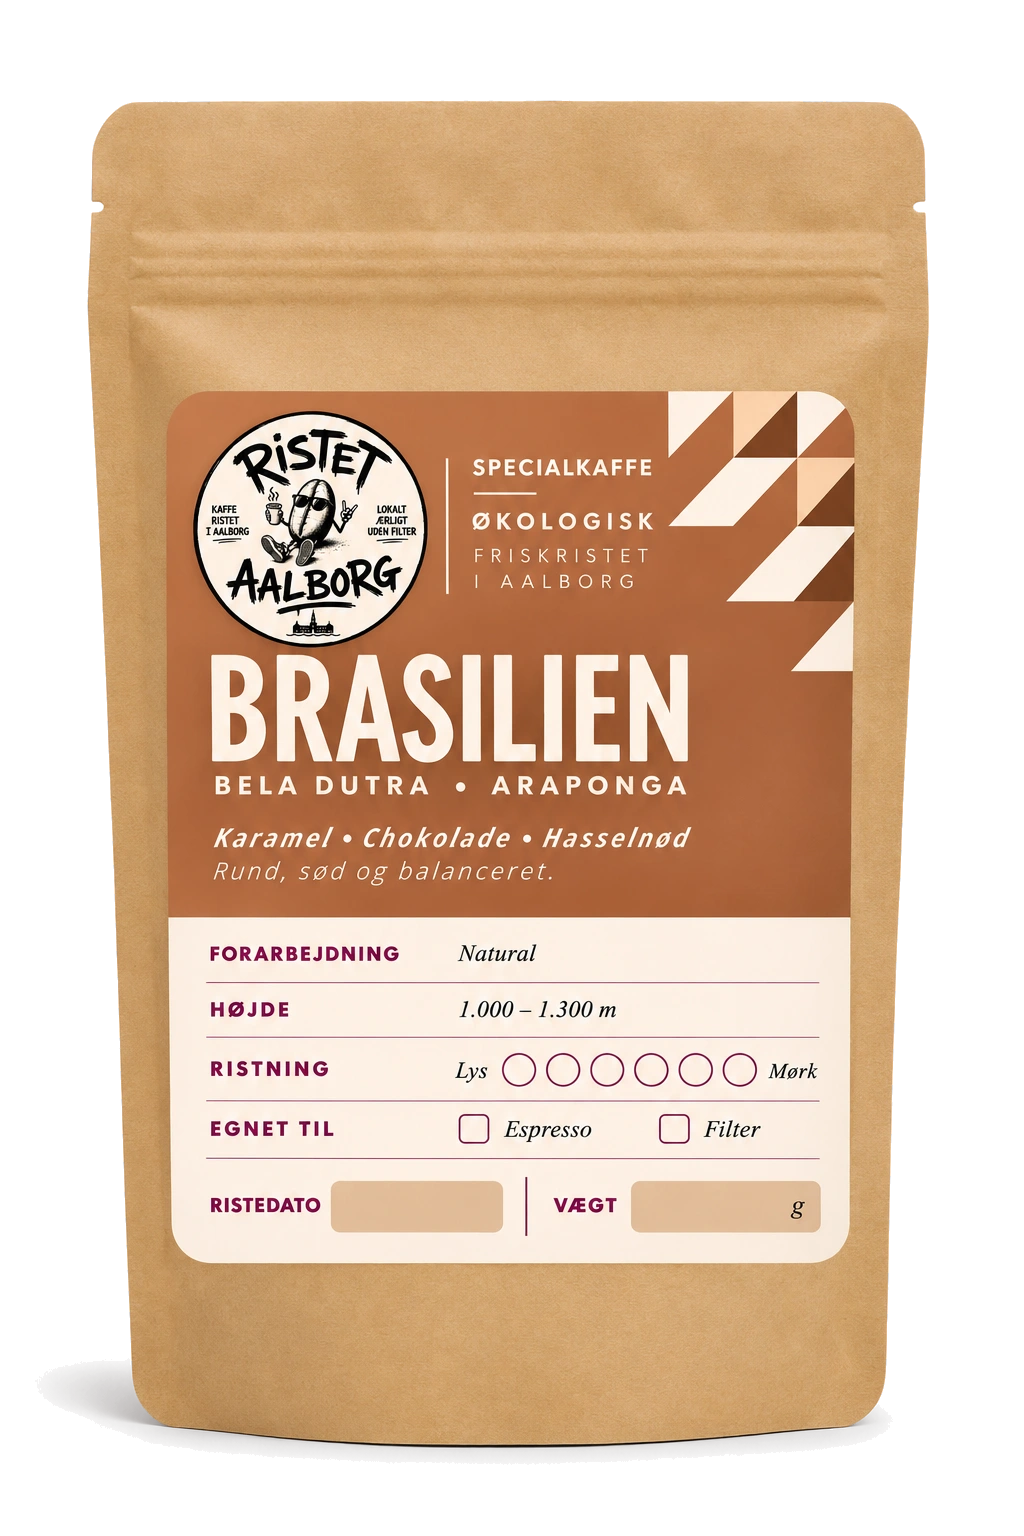 RiSTET
KAFFE
RISTET
I AALBORG
LOKALT
ÆRLIGT
UDEN FILTER
AALBORG
SPECIALKAFFE
ØKOLOGISK
FRISKRISTET
I AALBORG
BRASILIEN
BELA DUTRA • ARAPONGA
Karamel • Chokolade • Hasselnød
Rund, sød og balanceret.
FORARBEJDNING Natural
HØJDE 1.000 – 1.300 m
RISTNING Lys Mørk
EGNET TIL Espresso Filter
RISTEDATO VÆGT g